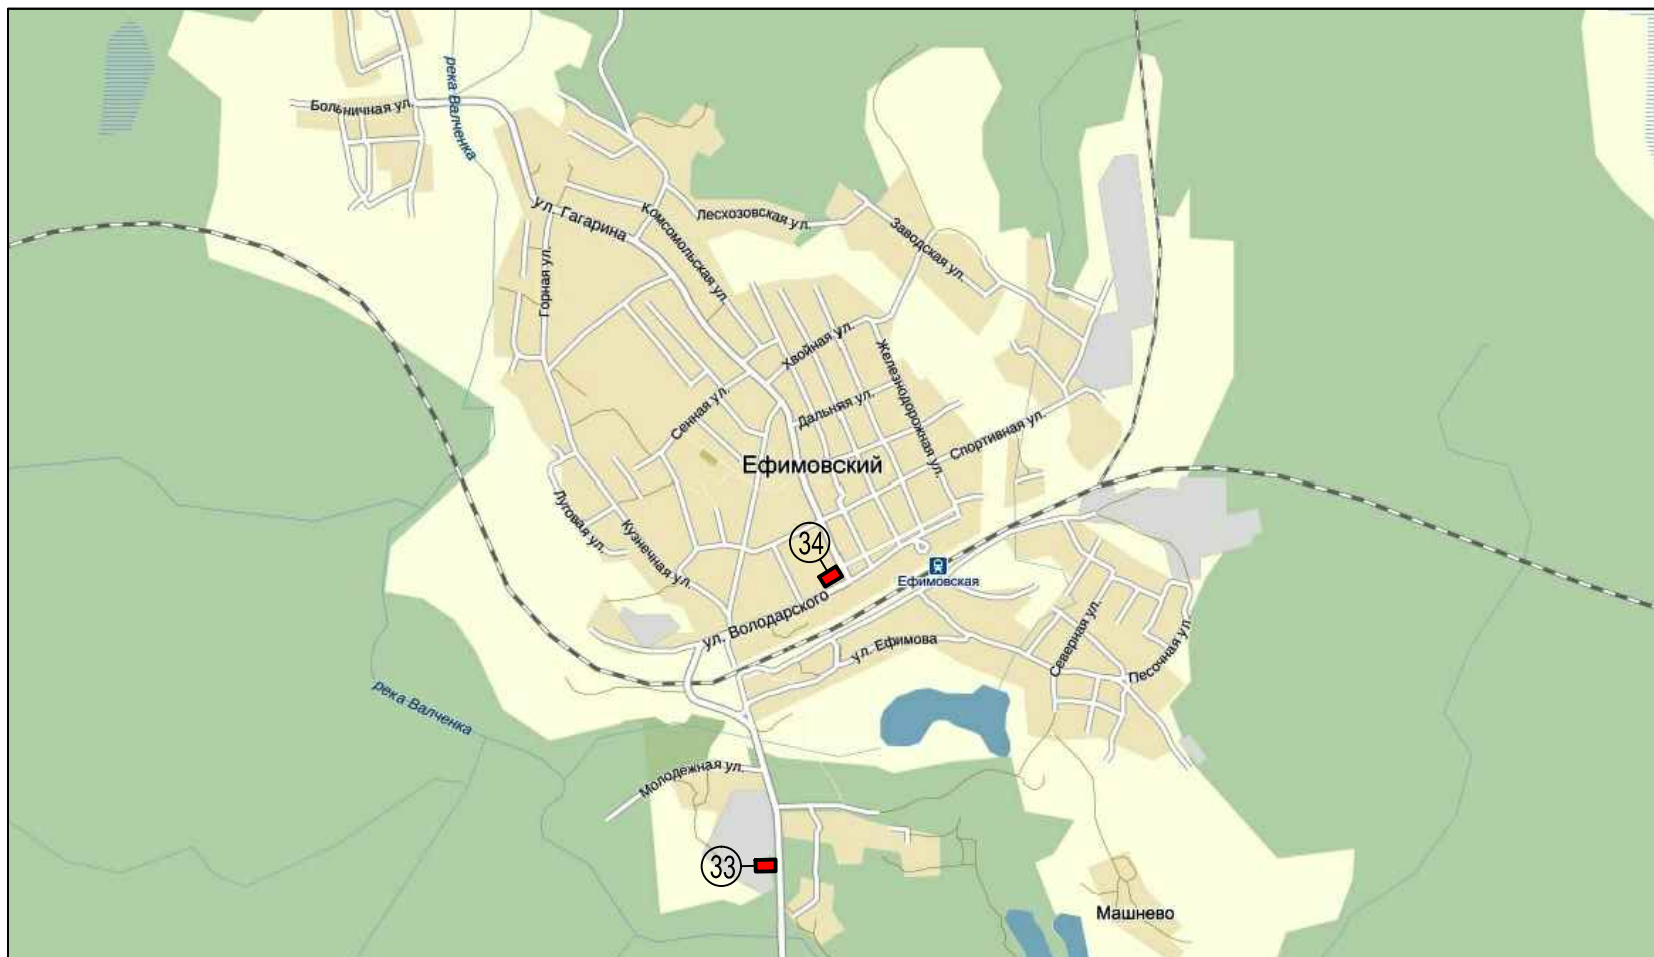 река Валченка
Больничная ул.
ул. Гагарина
Комсомольская ул.
Лесхозовская ул.
Заводская ул.
Горная ул.
Хвойная ул.
Железнодорожная ул.
Сенная ул.
Дальняя ул.
Спортивная ул.
Ефимовский
Луговая ул.
Кузнечная ул.
34
Ефимовская
ул. Володарского
ул. Ефимова
Северная ул.
Песочная ул.
река Валченка
Молодежная ул.
33
Машнево